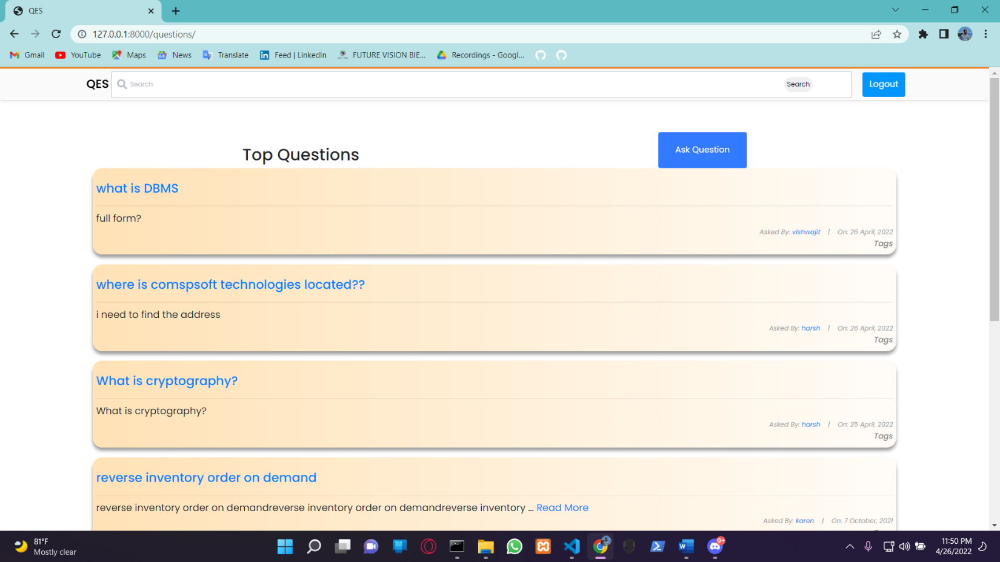 QES
127.0.0.1:8000/questions/
Gmail YouTube Maps News Translate Feed | LinkedIn FUTURE VISION BIE... Recordings - Googl...
QES Search Search Logout
Top Questions
Ask Question
what is DBMS
full form?
Asked By: vishwajit | On: 26 April, 2022
Tags
where is comspsoft technologies located??
i need to find the address
Asked By: harsh | On: 26 April, 2022
Tags
What is cryptography?
What is cryptography?
Asked By: harsh | On: 25 April, 2022
Tags
reverse inventory order on demand
reverse inventory order on demandreverse inventory order on demandreverse inventory ... Read More
Asked By: karen | On: 7 October, 2021
81°F
Mostly clear
9+
11:50 PM
4/26/2022